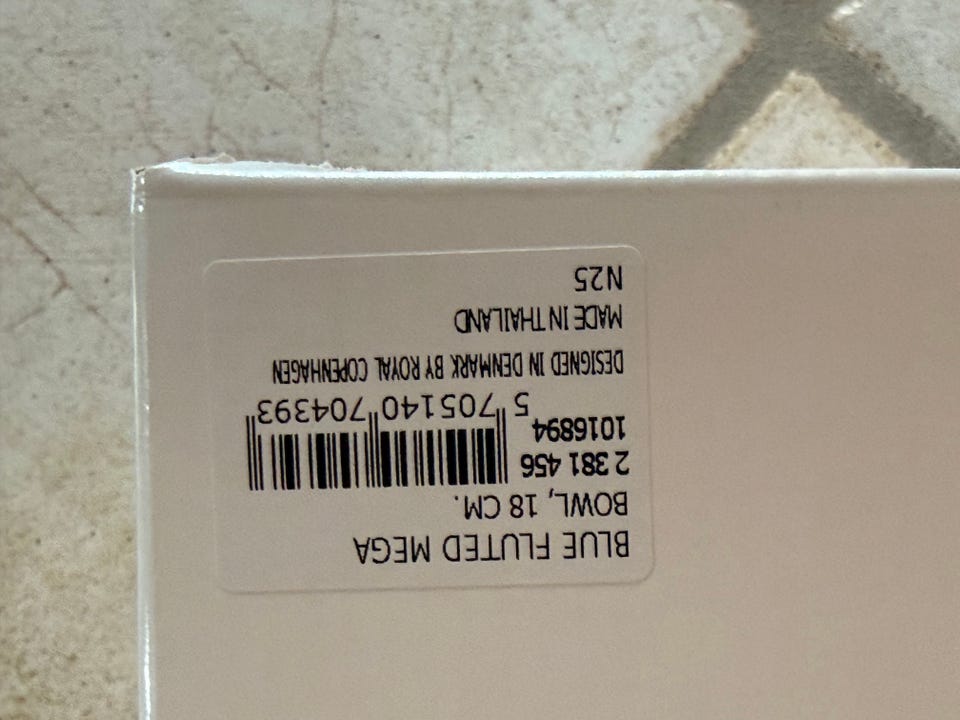 BLUE FLUTED MEGA
BOWL, 18 CM.
2 381 456
1016894
5 705140 704393
DESIGNED IN DENMARK BY ROYAL COPENHAGEN
MADE IN THAILAND
N25